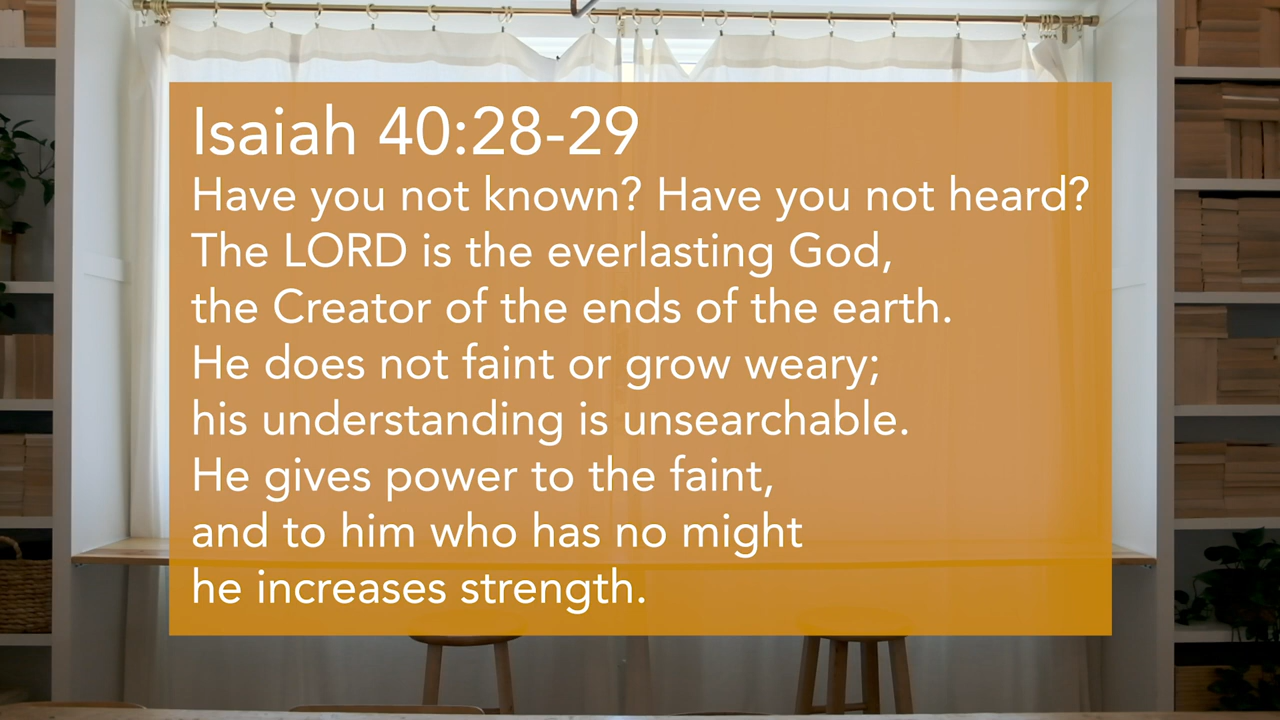 Isaiah 40:28-29
Have you not known? Have you not heard?
The LORD is the everlasting God,
the Creator of the ends of the earth.
He does not faint or grow weary;
his understanding is unsearchable.
He gives power to the faint,
and to him who has no might
he increases strength.